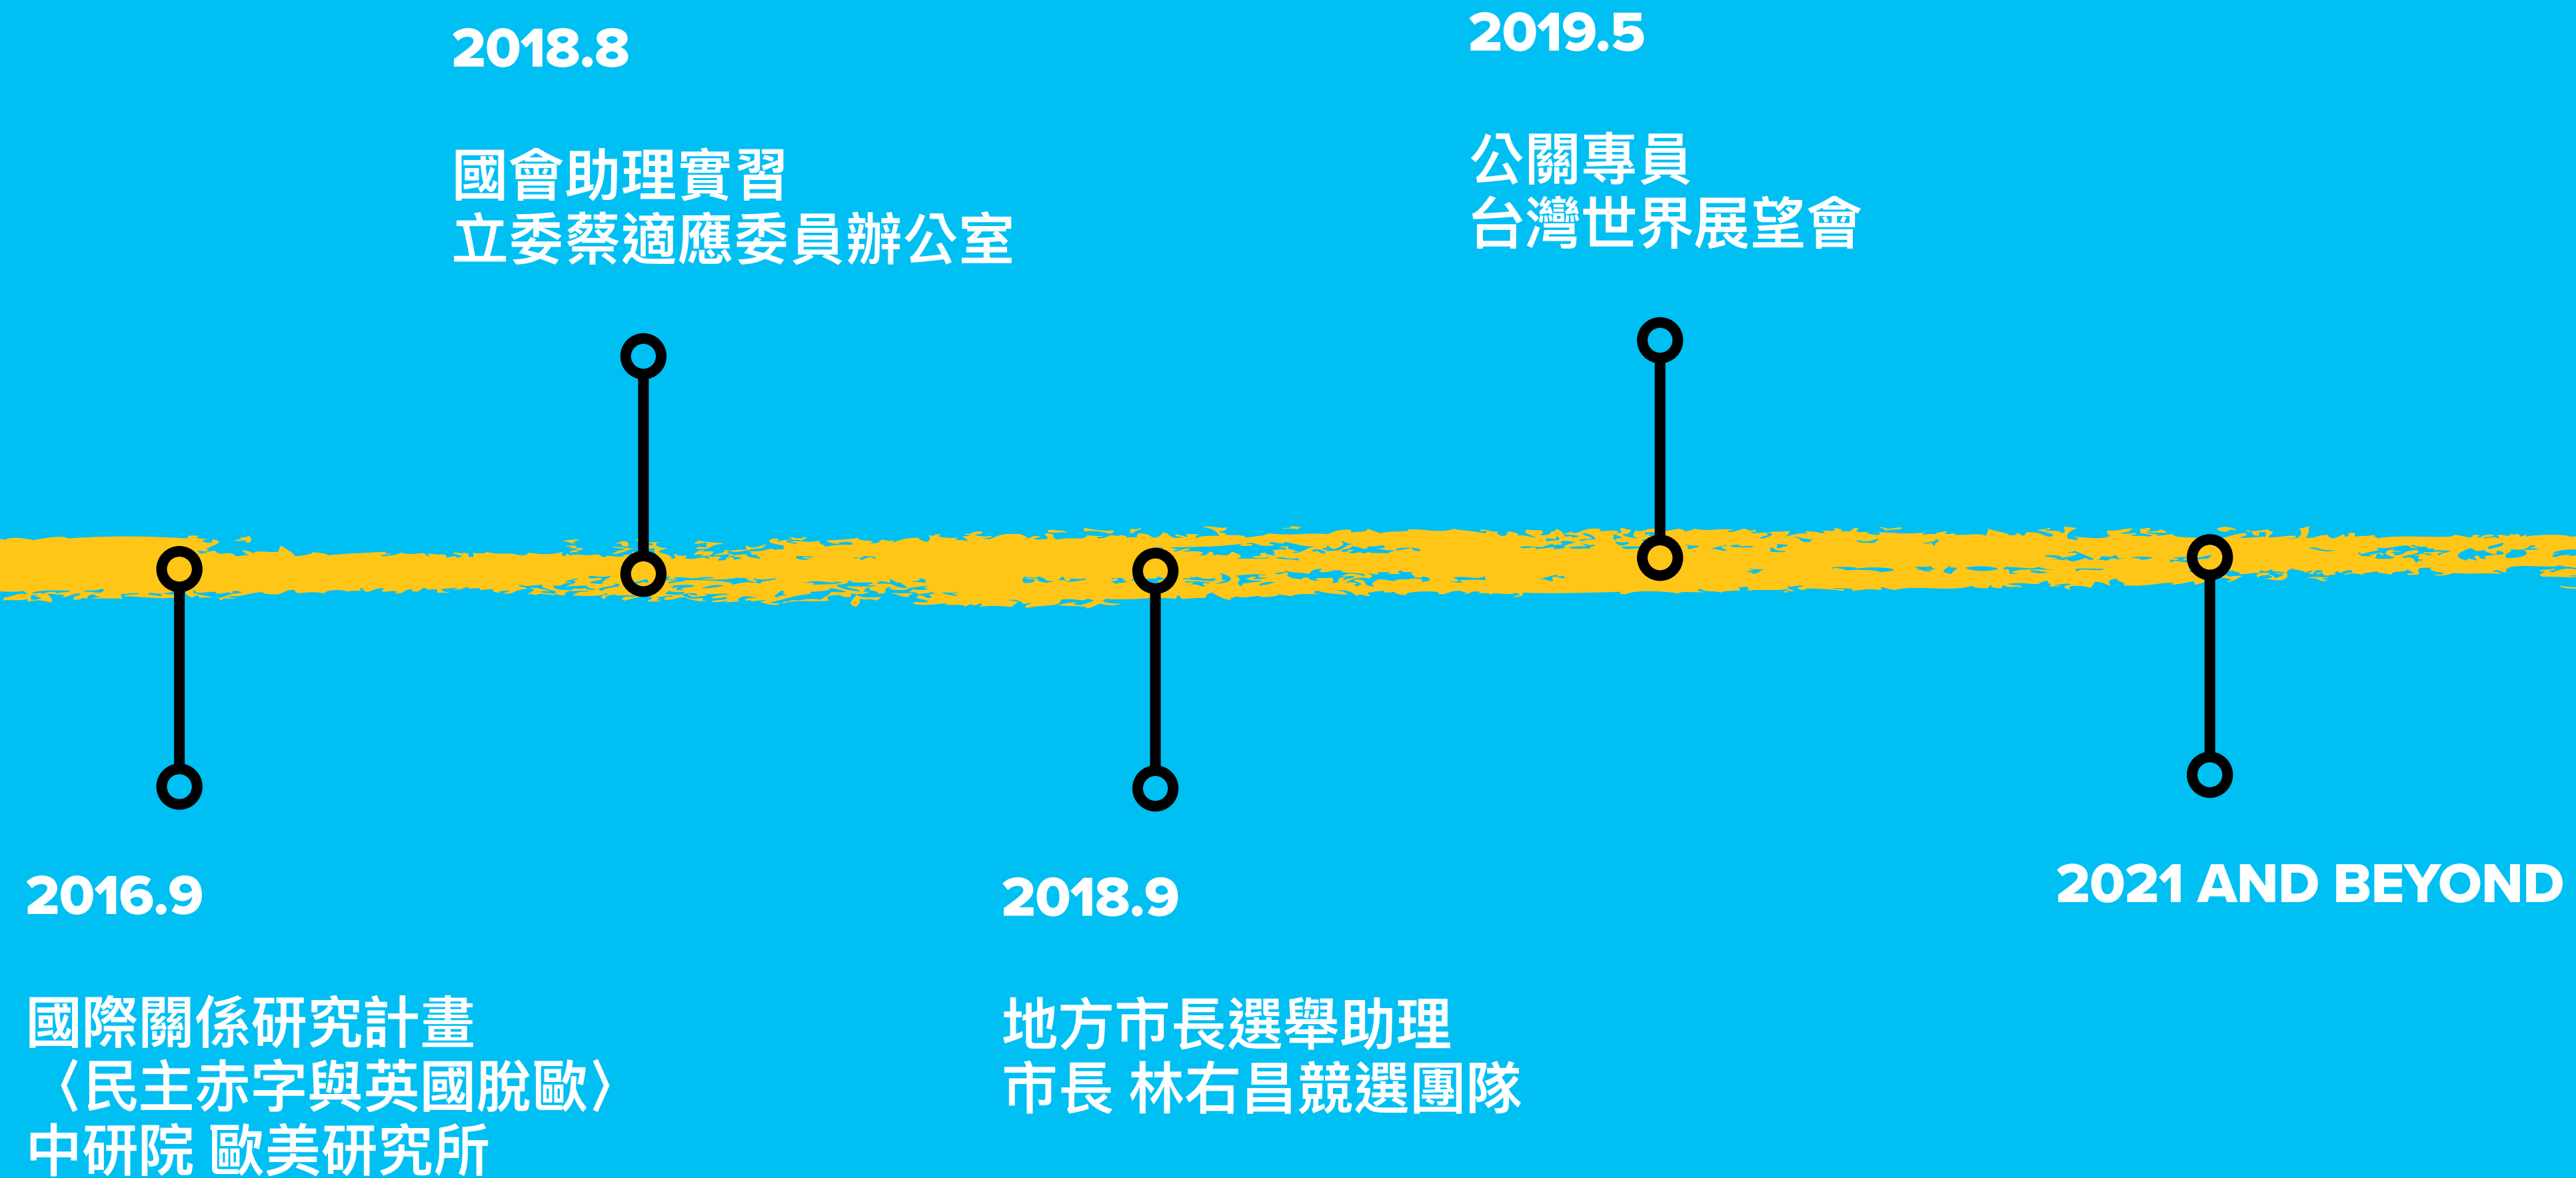 2018.8
國會助理實習
立委蔡適應委員辦公室
2019.5
公關專員
台灣世界展望會
2016.9
國際關係研究計畫
〈民主赤字與英國脫歐〉
中研院 歐美研究所
2018.9
地方市長選舉助理
市長 林右昌競選團隊
2021 AND BEYOND